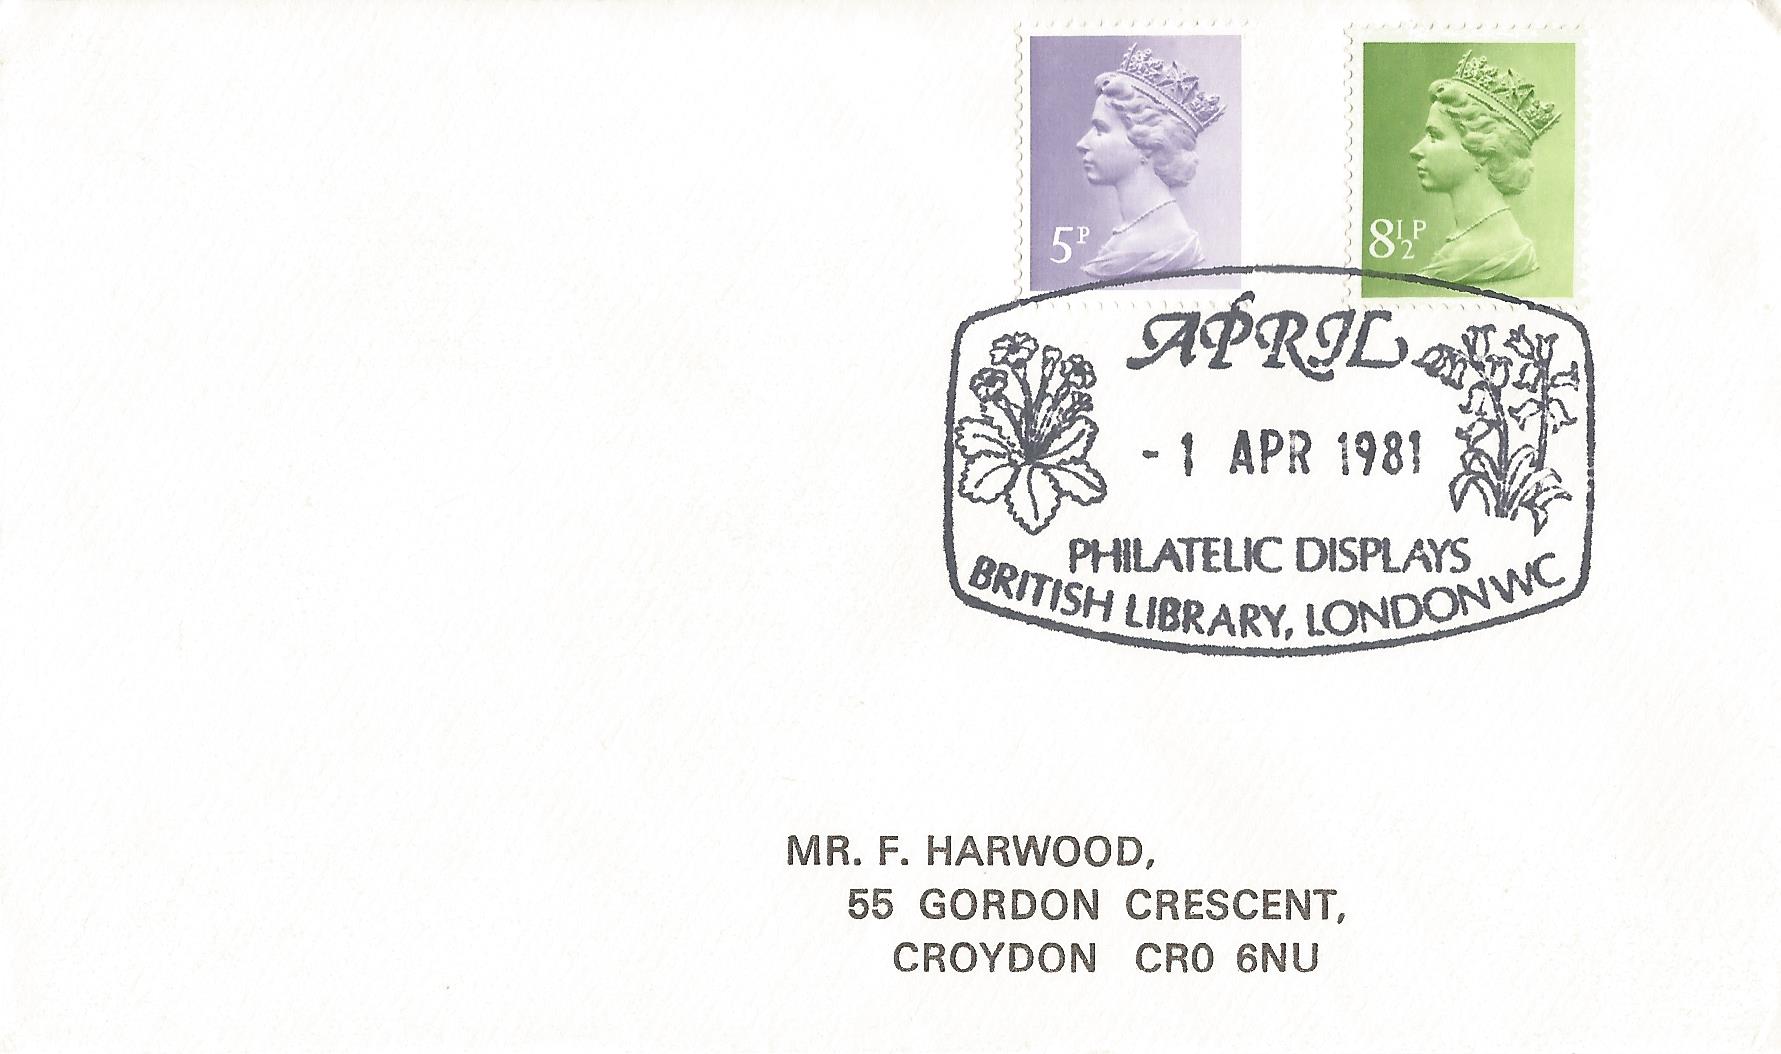 5P
8½P
APRIL
- 1 APR 1981
PHILATELIC DISPLAYS
BRITISH LIBRARY, LONDON WC
MR. F. HARWOOD,
55 GORDON CRESCENT,
CROYDON CR0 6NU